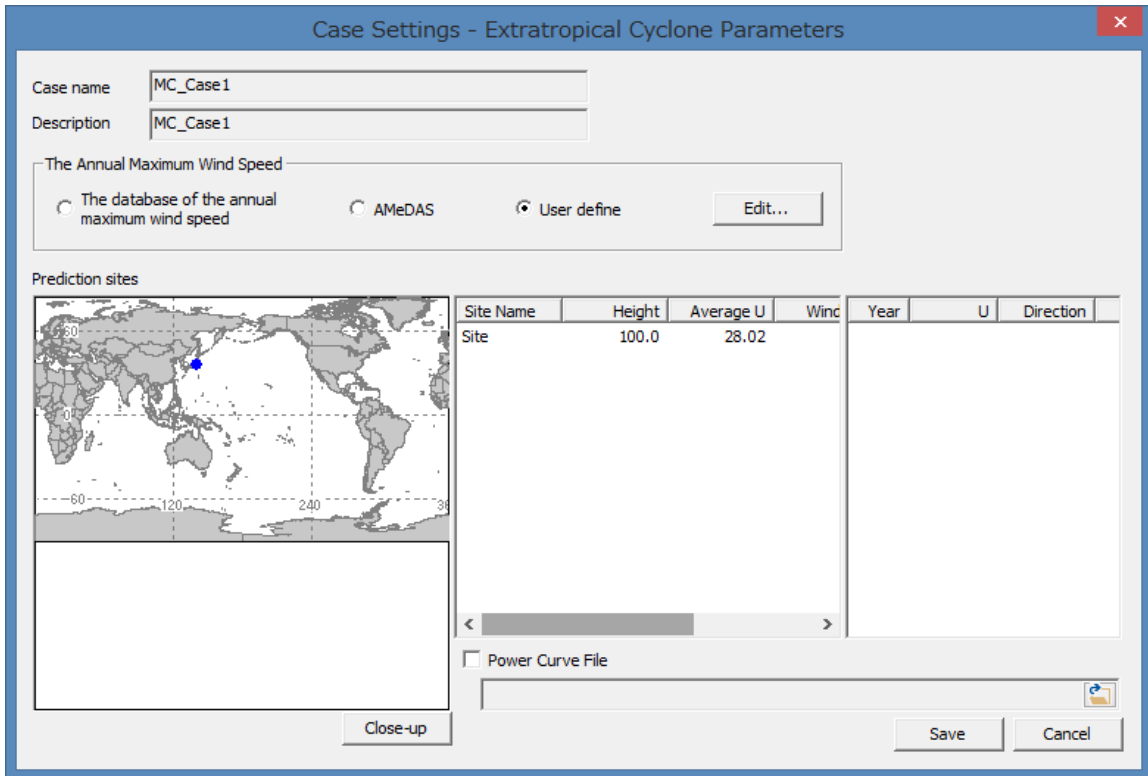 Case Settings - Extratropical Cyclone Parameters
Case name MC_Case1
Description MC_Case1
The Annual Maximum Wind Speed
The database of the annual
maximum wind speed
AMeDAS
User define
Edit...
Prediction sites
60
0
-60
120
240
36
Site Name Height Average U Wind
Site 100.0 28.02
Year U Direction
Power Curve File
Close-up
Save
Cancel